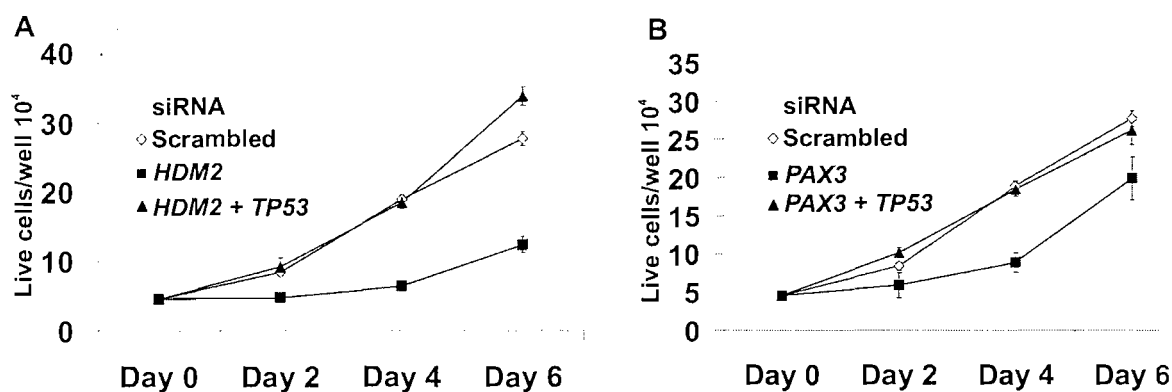 A
Live cells/well 10⁴
40
30
20
10
0
siRNA
Scrambled
HDM2
HDM2 + TP53
Day 0 Day 2 Day 4 Day 6
B
Live cells/well 10⁴
35
30
25
20
15
10
5
0
siRNA
Scrambled
PAX3
PAX3 + TP53
Day 0 Day 2 Day 4 Day 6